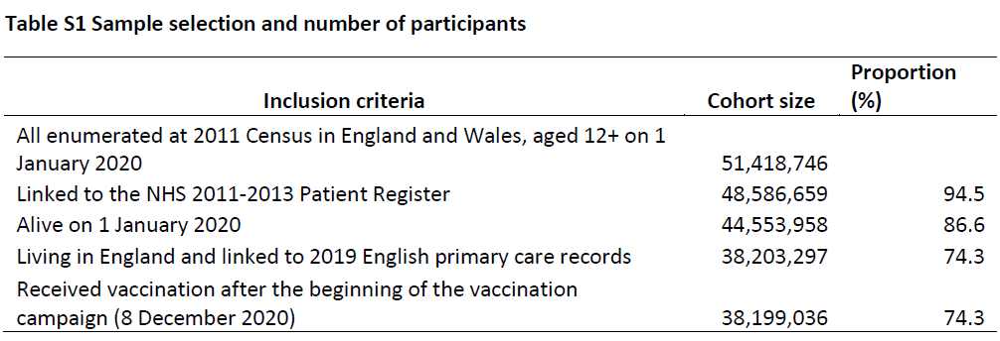 Table S1 Sample selection and number of participants
Proportion
Inclusion criteria Cohort size (%)
All enumerated at 2011 Census in England and Wales, aged 12+ on 1
January 2020 51,418,746
Linked to the NHS 2011-2013 Patient Register 48,586,659 94.5
Alive on 1 January 2020 44,553,958 86.6
Living in England and linked to 2019 English primary care records 38,203,297 74.3
Received vaccination after the beginning of the vaccination
campaign (8 December 2020) 38,199,036 74.3